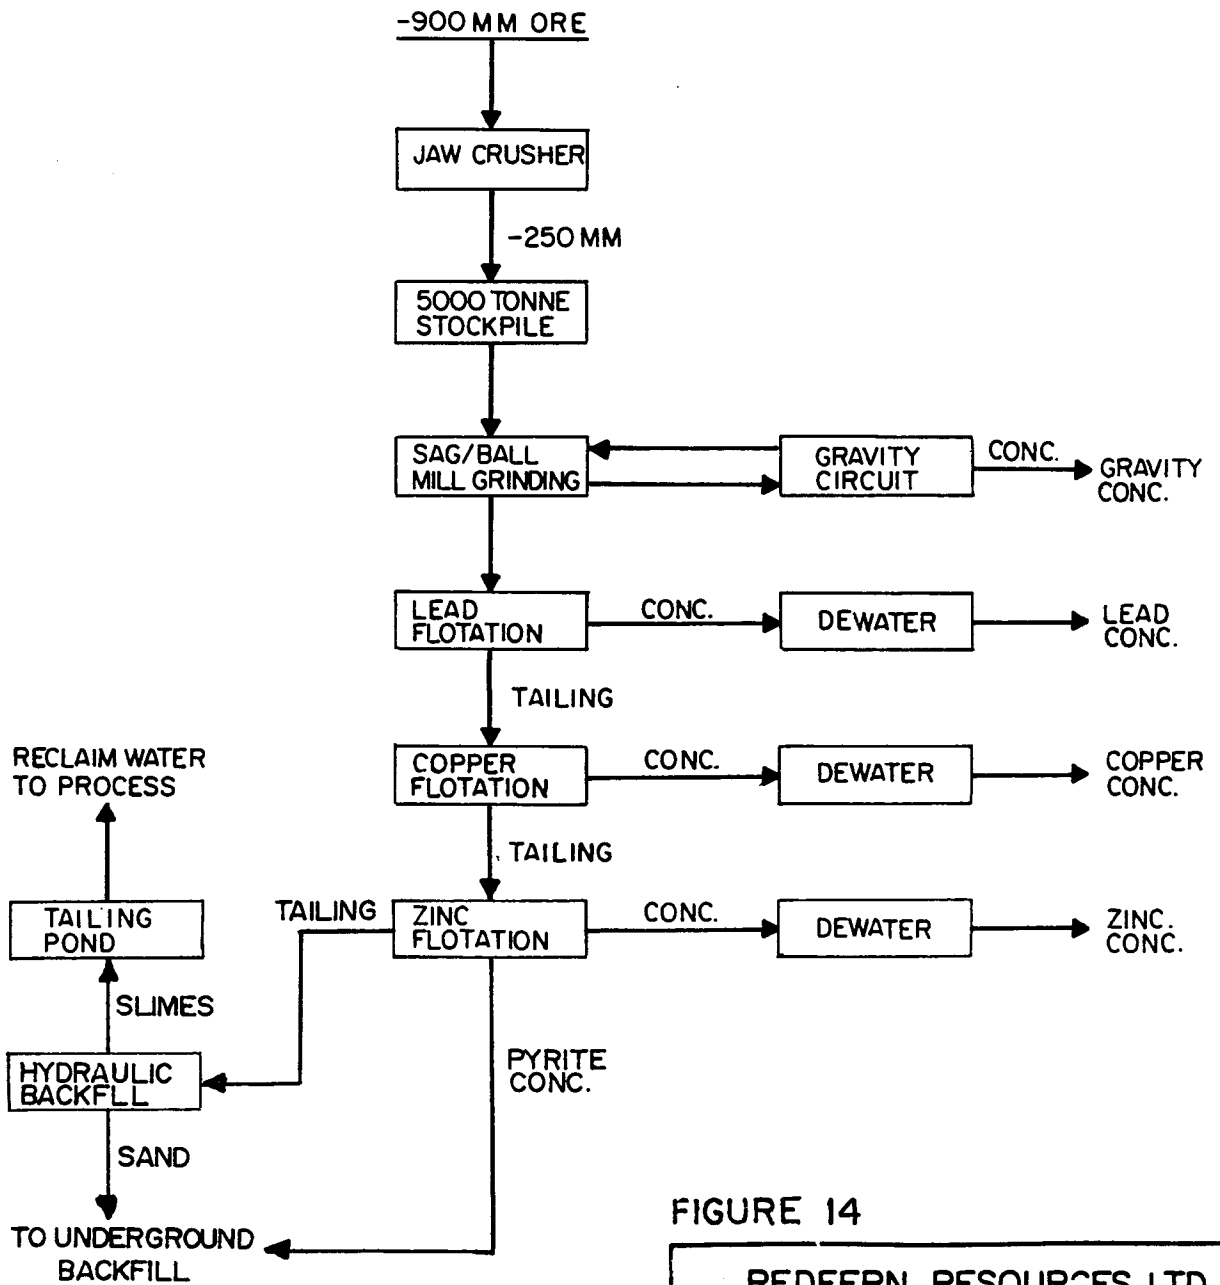 -900 MM ORE
JAW CRUSHER
-250 MM
5000 TONNE
STOCKPILE
SAG/BALL
MILL GRINDING
GRAVITY
CIRCUIT
CONC.
GRAVITY
CONC.
LEAD
FLOTATION
CONC.
DEWATER
LEAD
CONC.
TAILING
RECLAIM WATER
TO PROCESS
COPPER
FLOTATION
CONC.
DEWATER
COPPER
CONC.
TAILING
TAILING
POND
TAILING
ZINC
FLOTATION
CONC.
DEWATER
ZINC.
CONC.
SLIMES
HYDRAULIC
BACKFLL
PYRITE
CONC.
SAND
TO UNDERGROUND
BACKFILL
FIGURE 14
REDFERN RESOURCES LTD